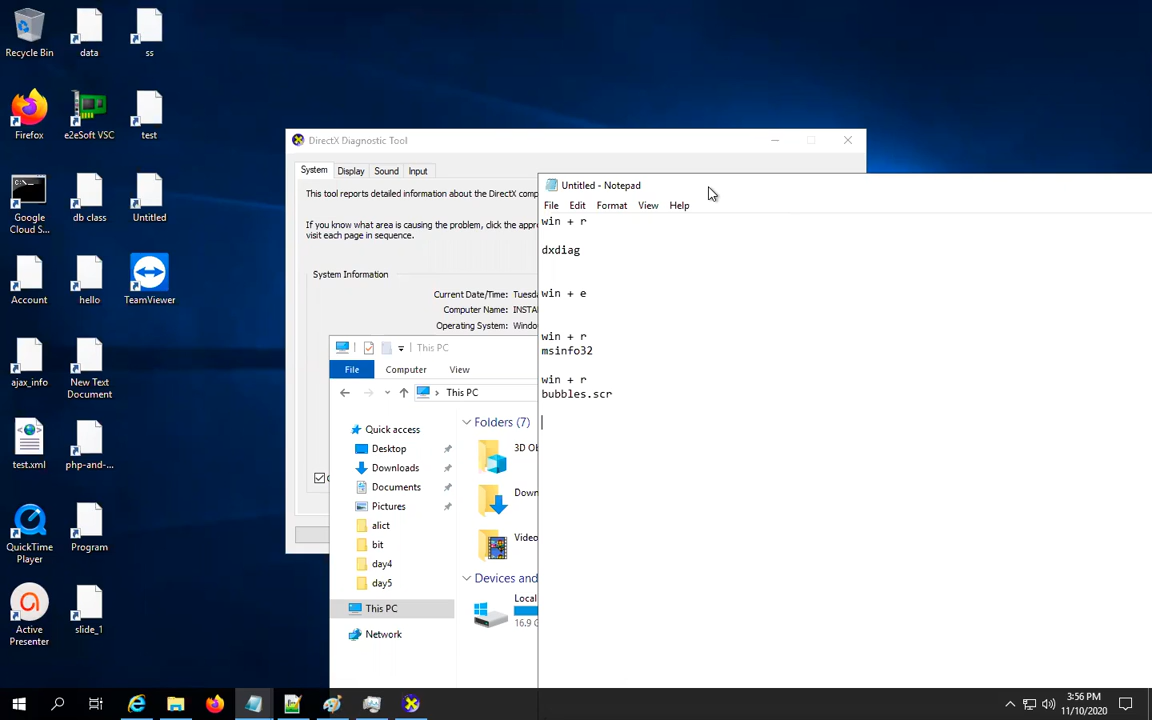 Recycle Bin
data
ss
Firefox
e2eSoft VSC
test
Google
Cloud S...
db class
Untitled
Account
hello
TeamViewer
ajax_info
New Text
Document
test.xml
php-and-...
QuickTime
Player
Program
Active
Presenter
slide_1
DirectX Diagnostic Tool
System Display Sound Input
This tool reports detailed information about the DirectX comp
If you know what area is causing the problem, click the appro
visit each page in sequence.
System Information
Current Date/Time: Tuesd
Computer Name: INSTA
Operating System: Windo
This PC
File Computer View
This PC
Quick access
Desktop
Downloads
Documents
Pictures
alict
bit
day4
day5
This PC
Network
Folders (7)
3D Ob
Down
Video
Devices and
Local
16.9 G
Untitled - Notepad
File Edit Format View Help
win + r
dxdiag
win + e
win + r
msinfo32
win + r
bubbles.scr
3:56 PM
11/10/2020